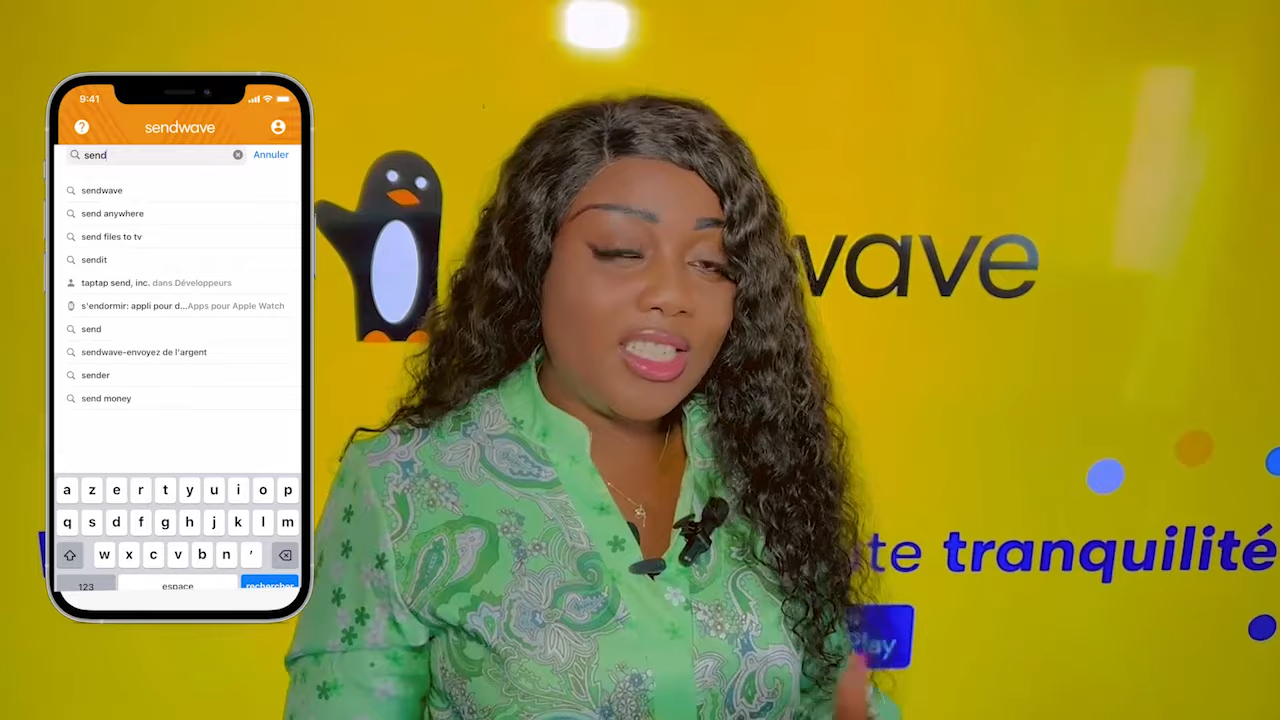 9:41
sendwave
send
Annuler
sendwave
send anywhere
send files to tv
sendit
taptap send, inc. dans Développeurs
s'endormir: appli pour d...Apps pour Apple Watch
send
sendwave-envoyez de l'argent
sender
send money
a z e r t y u i o p
q s d f g h j k l m
w x c v b n '
123 espace rechercher
wave
te tranquilité
Play